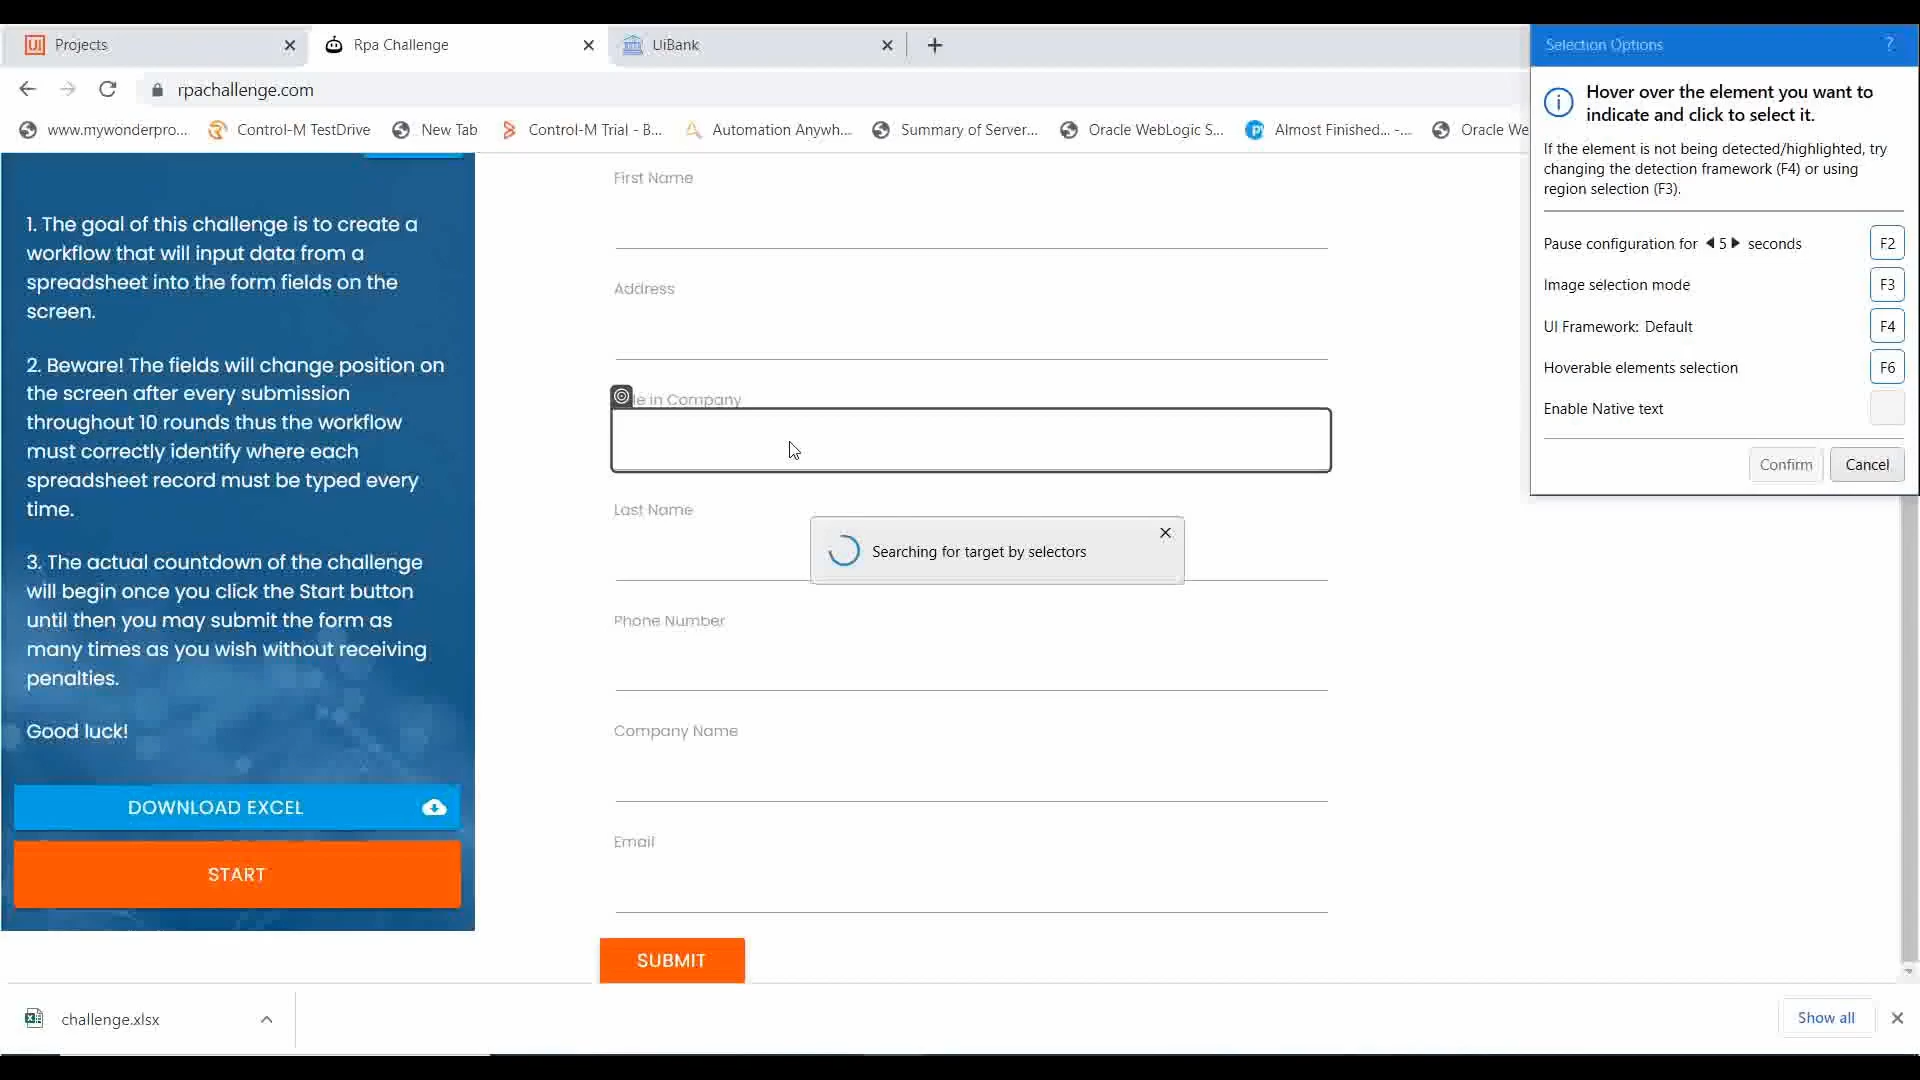 Projects
Rpa Challenge
UiBank
rpachallenge.com
www.mywonderpro...
Control-M TestDrive
New Tab
Control-M Trial - B...
Automation Anywh...
Summary of Server...
Oracle WebLogic S...
Almost Finished... -...
Oracle We
Selection Options
?
Hover over the element you want to
indicate and click to select it.
If the element is not being detected/highlighted, try
changing the detection framework (F4) or using
region selection (F3).
Pause configuration for 5 seconds
F2
Image selection mode
F3
UI Framework: Default
F4
Hoverable elements selection
F6
Enable Native text
Confirm
Cancel
1. The goal of this challenge is to create a
workflow that will input data from a
spreadsheet into the form fields on the
screen.
2. Beware! The fields will change position on
the screen after every submission
throughout 10 rounds thus the workflow
must correctly identify where each
spreadsheet record must be typed every
time.
3. The actual countdown of the challenge
will begin once you click the Start button
until then you may submit the form as
many times as you wish without receiving
penalties.
Good luck!
DOWNLOAD EXCEL
START
First Name
Address
le in Company
Last Name
Searching for target by selectors
Phone Number
Company Name
Email
SUBMIT
challenge.xlsx
Show all